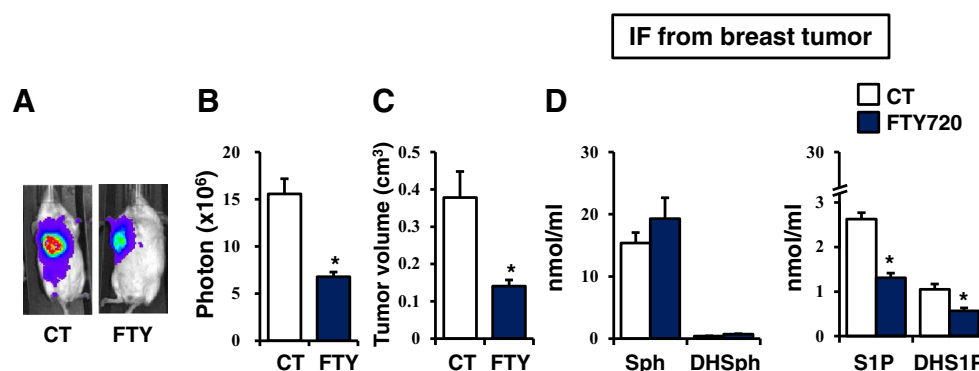 IF from breast tumor
A
B
C
D
CT
FTY720
CT
FTY
Photon (x10⁶)
20
15
10
5
0
*
CT FTY
Tumor volume (cm³)
0.5
0.4
0.3
0.2
0.1
0
*
CT FTY
nmol/ml
30
20
10
0
Sph DHSph
nmol/ml
30
3
2
1
0
*
*
S1P DHS1P